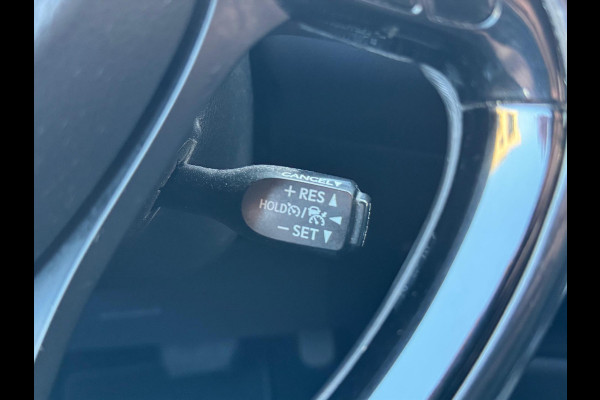 CANCEL▼
+ RES ▲
HOLD / ◀
− SET ▼